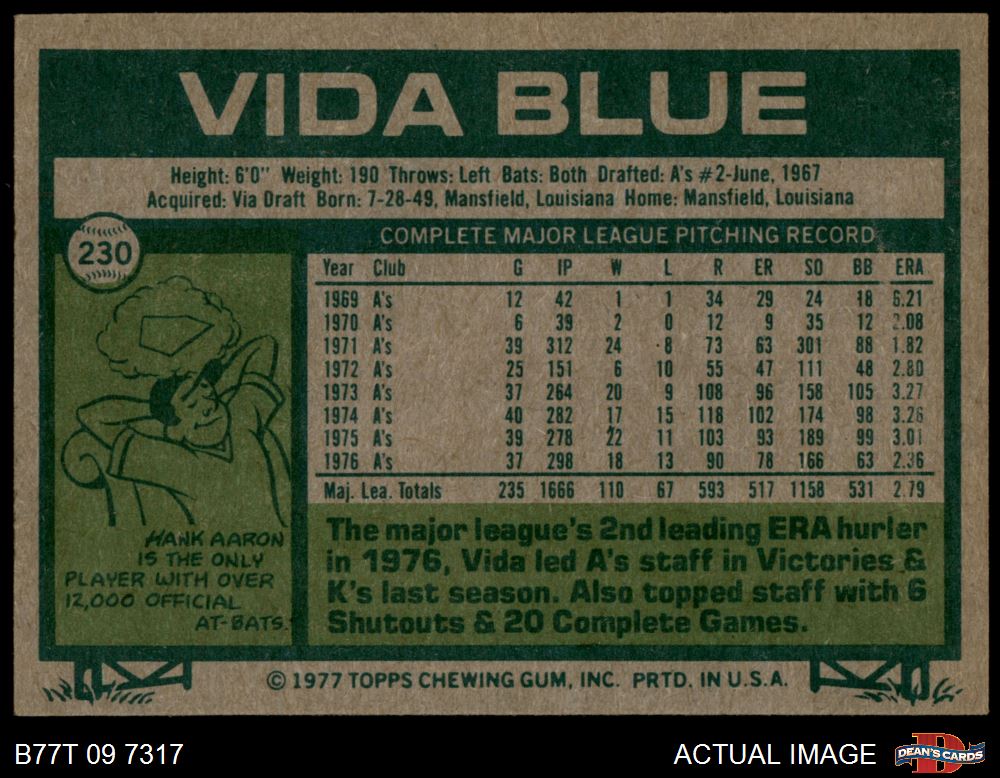 VIDA BLUE
Height: 6'0" Weight: 190 Throws: Left Bats: Both Drafted: A's #2-June, 1967
Acquired: Via Draft Born: 7-28-49, Mansfield, Louisiana Home: Mansfield, Louisiana
230
COMPLETE MAJOR LEAGUE PITCHING RECORD
Year Club G IP W L R ER SO BB ERA
1969 A's 12 42 1 1 34 29 24 18 6.21
1970 A's 6 39 2 0 12 9 35 12 2.08
1971 A's 39 312 24 8 73 63 301 88 1.82
1972 A's 25 151 6 10 55 47 111 48 2.80
1973 A's 37 264 20 9 108 96 158 105 3.27
1974 A's 40 282 17 15 118 102 174 98 3.26
1975 A's 39 278 22 11 103 93 189 99 3.01
1976 A's 37 298 18 13 90 78 166 63 2.36
Maj. Lea. Totals 235 1666 110 67 593 517 1158 531 2.79
HANK AARON
IS THE ONLY
PLAYER WITH OVER
12,000 OFFICIAL
AT-BATS.
The major league's 2nd leading ERA hurler
in 1976, Vida led A's staff in Victories &
K's last season. Also topped staff with 6
Shutouts & 20 Complete Games.
© 1977 TOPPS CHEWING GUM, INC. PRTD. IN U.S.A.
B77T 09 7317
ACTUAL IMAGE
D
DEAN'S CARDS